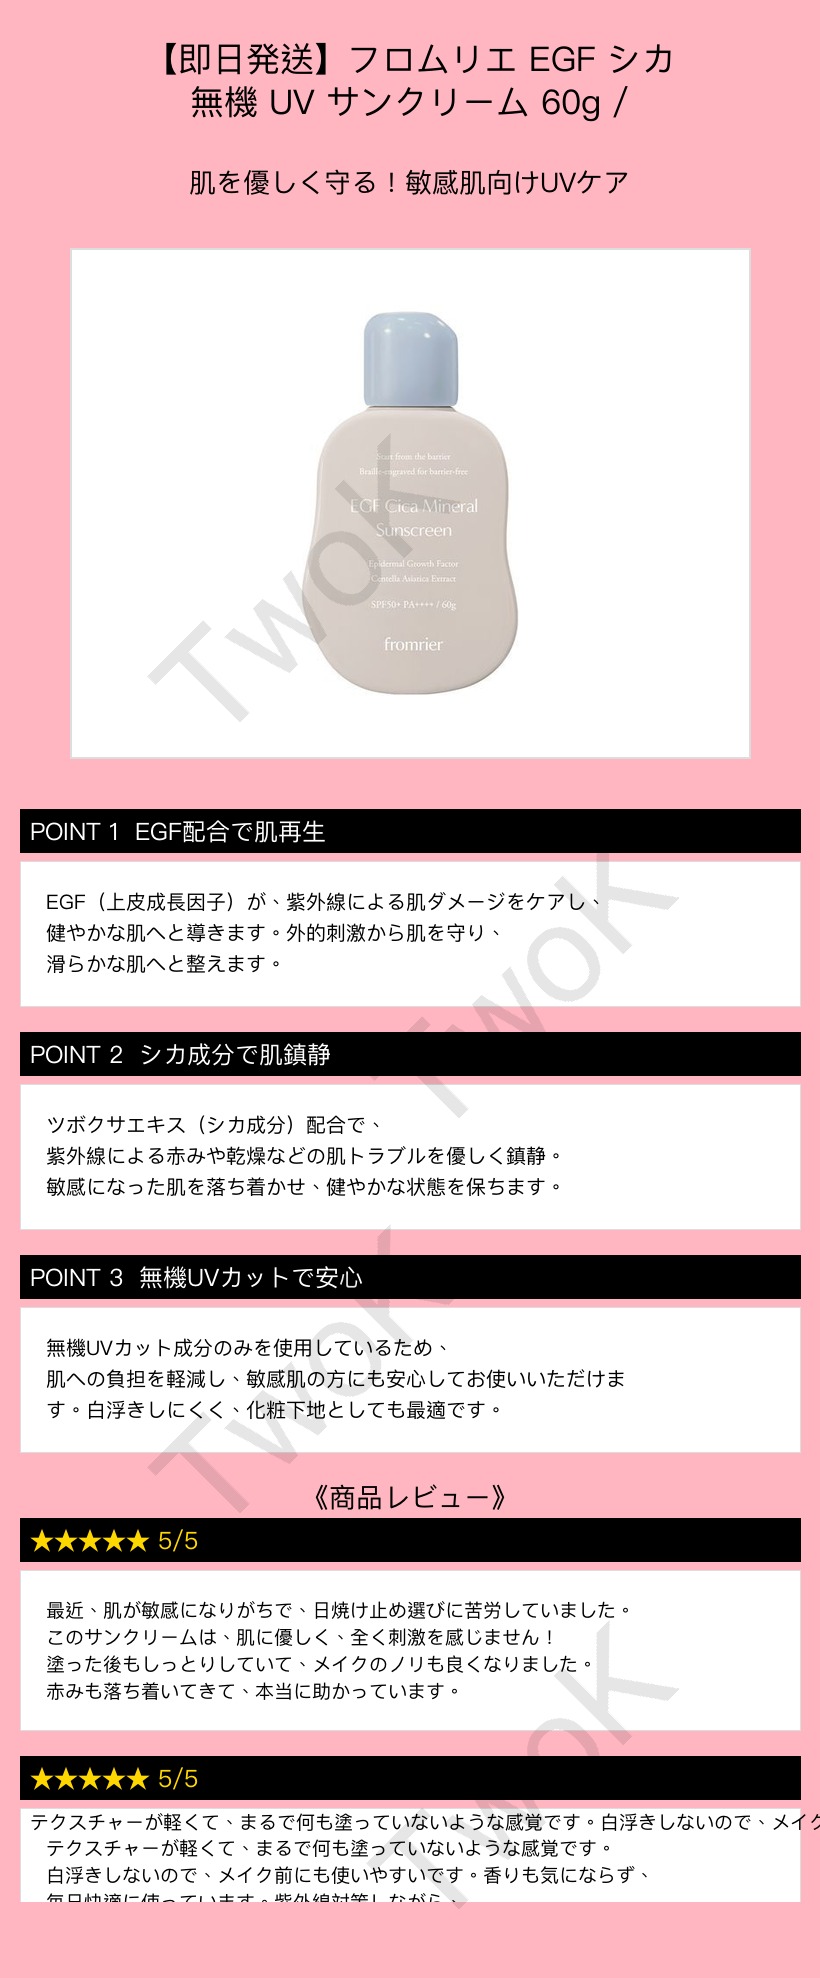 【即日発送】フロムリエ EGF シカ
無機 UV サンクリーム 60g /
肌を優しく守る！敏感肌向けUVケア
Start from the barrier
Braille-engraved for barrier-free
EGF Cica Mineral
Sunscreen
Epidermal Growth Factor
Centella Asiatica Extract
SPF50+ PA++++ / 60g
fromrier
TwoK
POINT 1 EGF配合で肌再生
EGF（上皮成長因子）が、紫外線による肌ダメージをケアし、
健やかな肌へと導きます。外的刺激から肌を守り、
滑らかな肌へと整えます。
TwoK
POINT 2 シカ成分で肌鎮静
ツボクサエキス（シカ成分）配合で、
紫外線による赤みや乾燥などの肌トラブルを優しく鎮静。
敏感になった肌を落ち着かせ、健やかな状態を保ちます。
POINT 3 無機UVカットで安心
無機UVカット成分のみを使用しているため、
肌への負担を軽減し、敏感肌の方にも安心してお使いいただけま
す。白浮きしにくく、化粧下地としても最適です。
TwoK
《商品レビュー》
★★★★★ 5/5
最近、肌が敏感になりがちで、日焼け止め選びに苦労していました。
このサンクリームは、肌に優しく、全く刺激を感じません！
塗った後もしっとりしていて、メイクのノリも良くなりました。
赤みも落ち着いてきて、本当に助かっています。
TwoK
★★★★★ 5/5
テクスチャーが軽くて、まるで何も塗っていないような感覚です。白浮きしないので、メイク
テクスチャーが軽くて、まるで何も塗っていないような感覚です。
白浮きしないので、メイク前にも使いやすいです。香りも気にならず、
毎日快適に使っています。紫外線対策しながら、